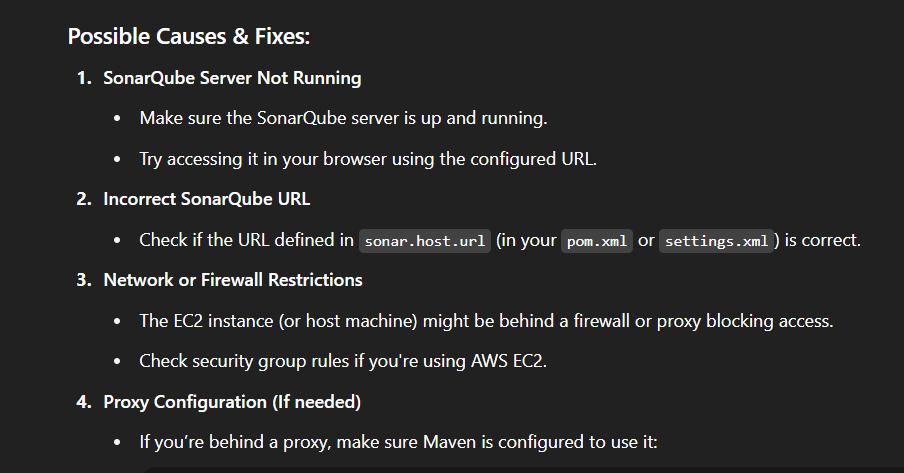 Possible Causes & Fixes:
1. SonarQube Server Not Running
• Make sure the SonarQube server is up and running.
• Try accessing it in your browser using the configured URL.
2. Incorrect SonarQube URL
• Check if the URL defined in sonar.host.url (in your pom.xml or settings.xml) is correct.
3. Network or Firewall Restrictions
• The EC2 instance (or host machine) might be behind a firewall or proxy blocking access.
• Check security group rules if you're using AWS EC2.
4. Proxy Configuration (If needed)
• If you’re behind a proxy, make sure Maven is configured to use it: